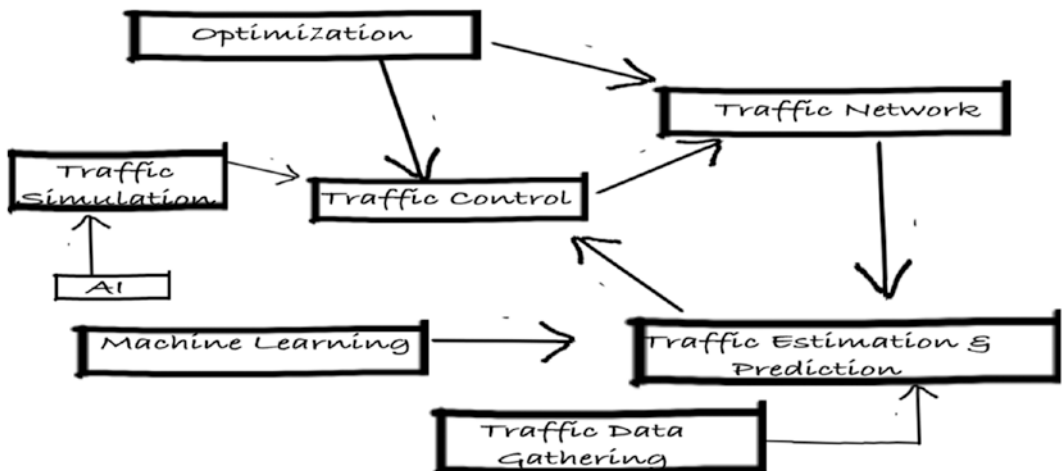 Optimization
Traffic Network
Traffic
Simulation
Traffic Control
AI
Machine Learning
Traffic Estimation &
Prediction
Traffic Data
Gathering